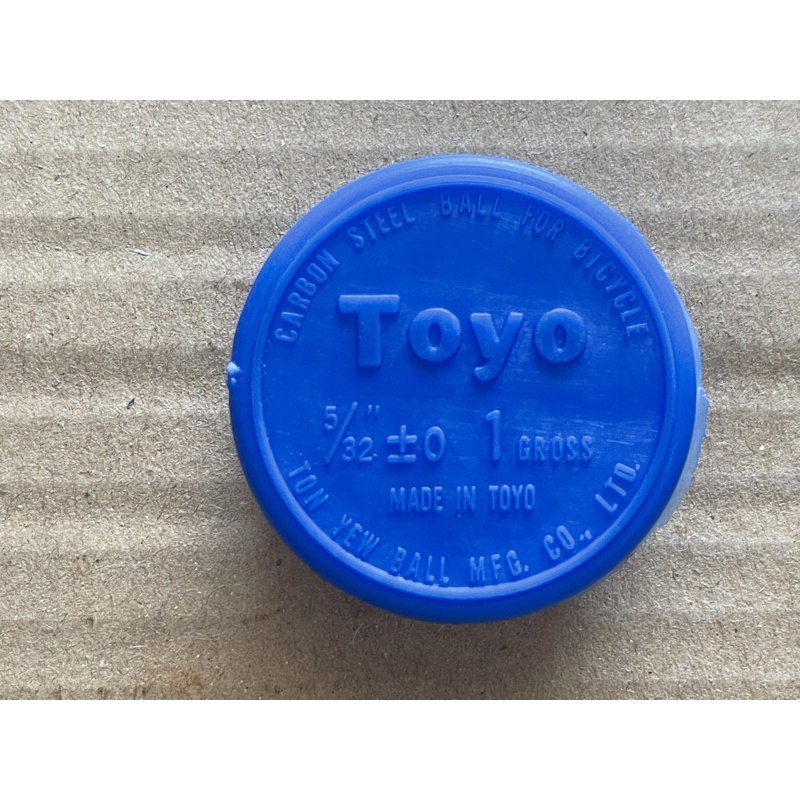 CARBON STEEL BALL FOR BICYCLE
Toyo
5/32" ±0 1 GROSS
MADE IN TOYO
TON YEW BALL MFG. CO., LTD.